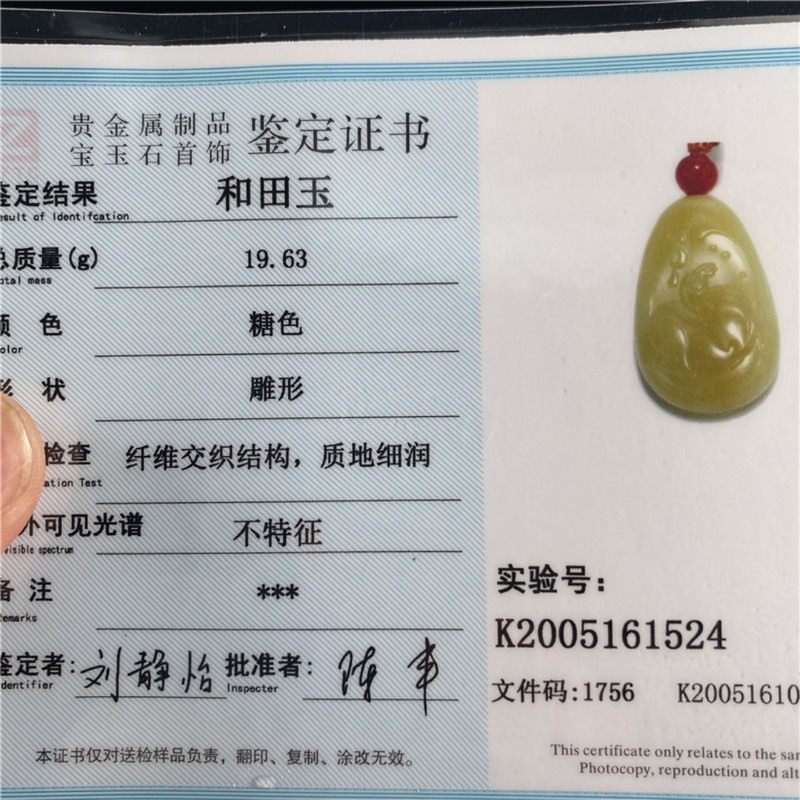 贵金属制品
宝玉石首饰 鉴定证书
鉴定结果 和田玉
esult of Identifcation
总质量(g) 19.63
otal mass
颜 色 糖色
olor
形 状 雕形
检查 纤维交织结构，质地细润
ation Test
外可见光谱 不特征
visible spectrum
备 注 ***
emarks
鉴定者: 刘静怡 批准者:
Identifier Inspecter
本证书仅对送检样品负责，翻印、复制、涂改无效。
实验号：
K2005161524
文件码:1756 K20051610
This certificate only relates to the sam
Photocopy, reproduction and alt